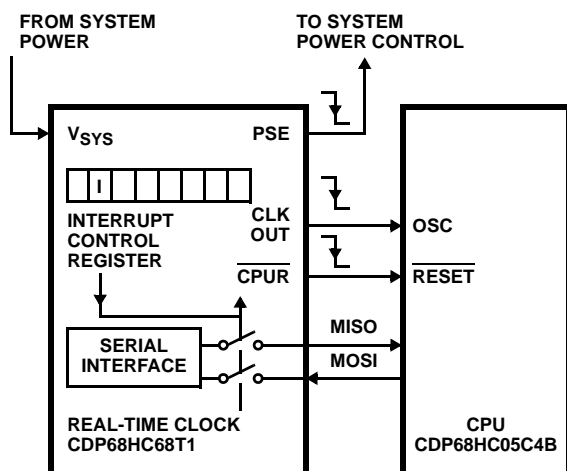 FROM SYSTEM
POWER
TO SYSTEM
POWER CONTROL
VSYS
PSE
I
INTERRUPT
CONTROL
REGISTER
CLK
OUT
OSC
CPUR
RESET
SERIAL
INTERFACE
MISO
MOSI
REAL-TIME CLOCK
CDP68HC68T1
CPU
CDP68HC05C4B